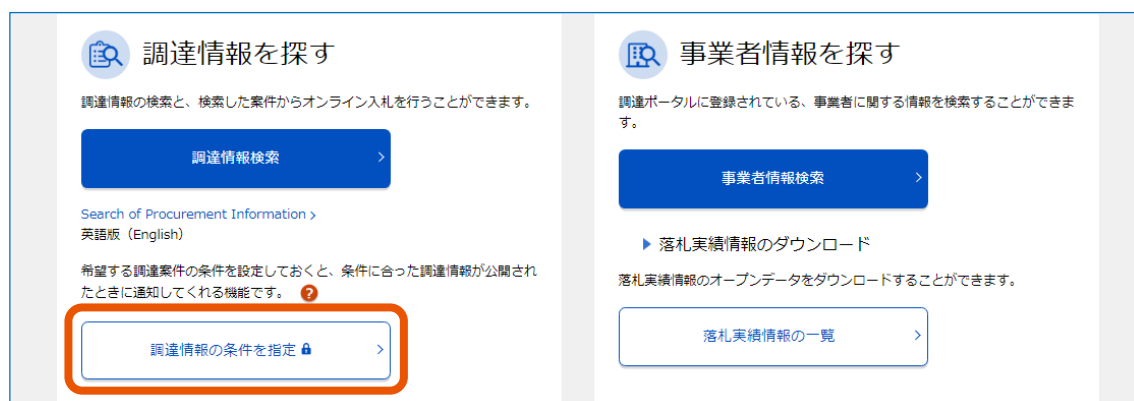 調達情報を探す
調達情報の検索と、検索した案件からオンライン入札を行うことができます。
調達情報検索
Search of Procurement Information
英語版（English）
希望する調達案件の条件を設定しておくと、条件に合った調達情報が公開され
たときに通知してくれる機能です。 ?
調達情報の条件を指定
事業者情報を探す
調達ポータルに登録されている、事業者に関する情報を検索することができま
す。
事業者情報検索
落札実績情報のダウンロード
落札実績情報のオープンデータをダウンロードすることができます。
落札実績情報の一覧